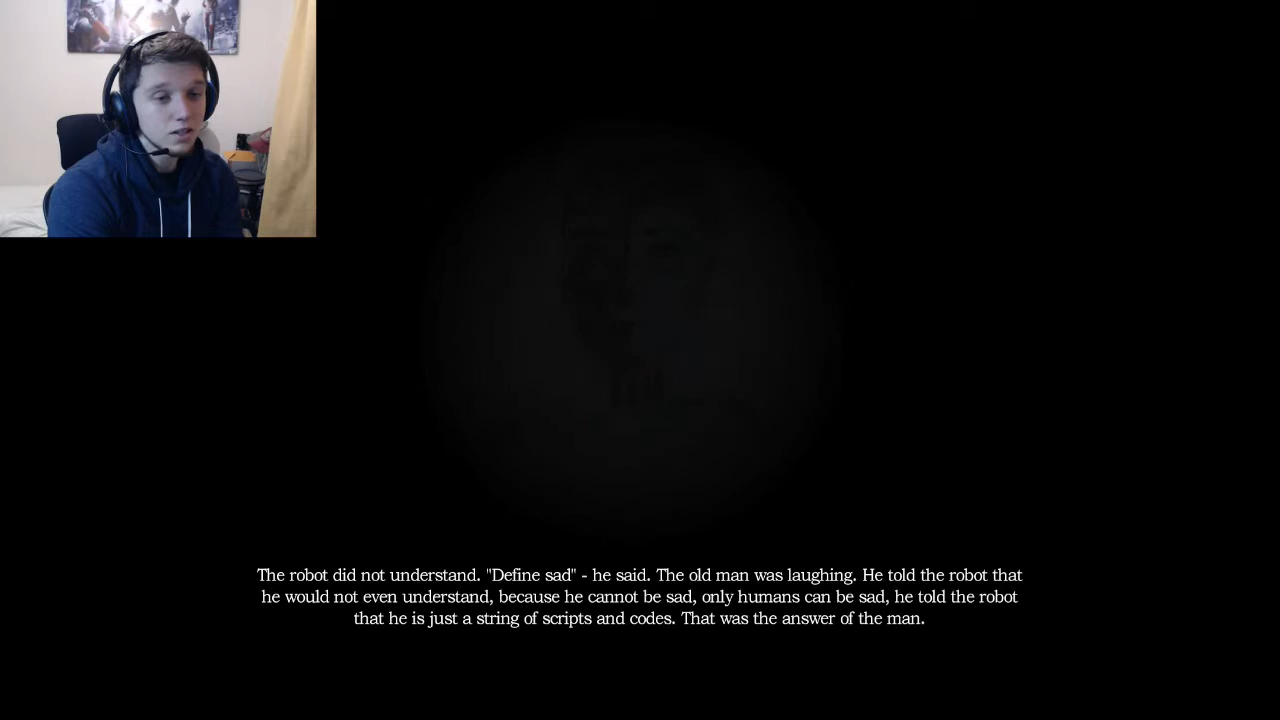 The robot did not understand. "Define sad" - he said. The old man was laughing. He told the robot that
he would not even understand, because he cannot be sad, only humans can be sad, he told the robot
that he is just a string of scripts and codes. That was the answer of the man.